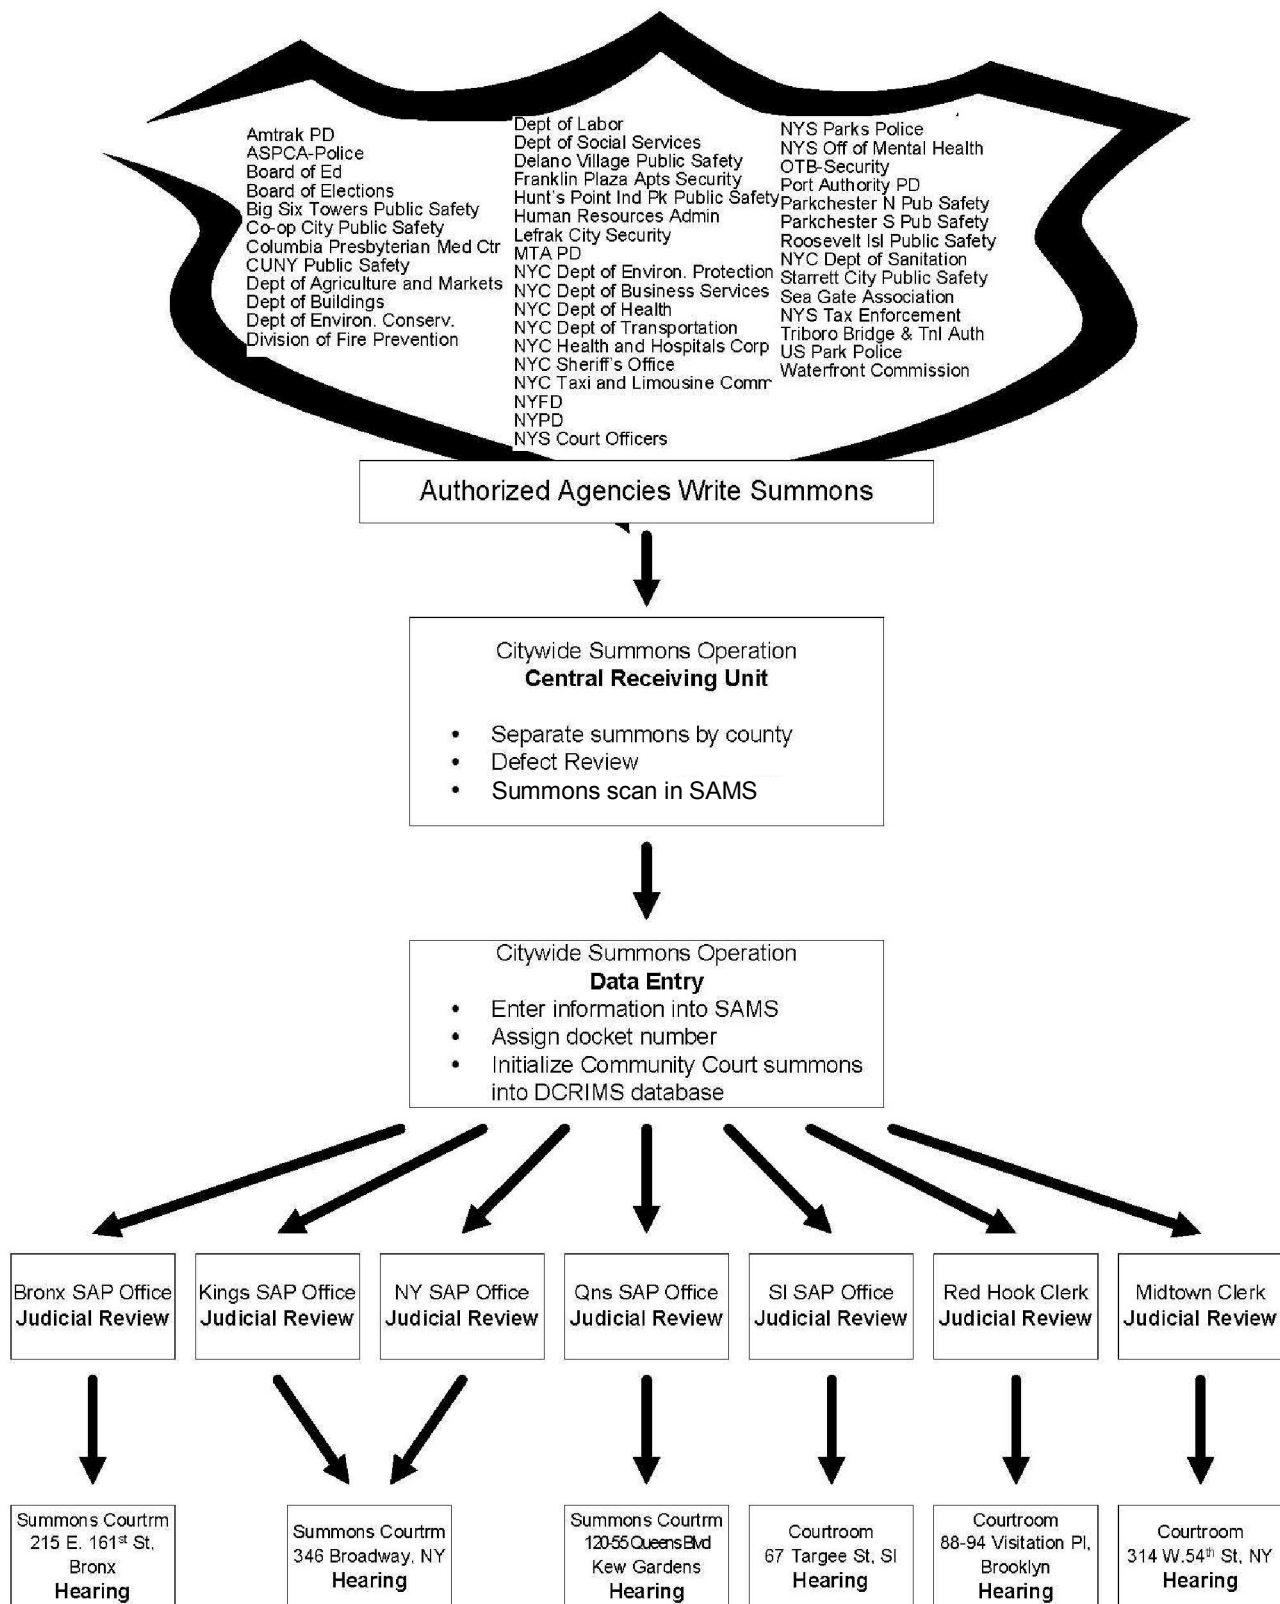 Amtrak PD
ASPCA-Police
Board of Ed
Board of Elections
Big Six Towers Public Safety
Co-op City Public Safety
Columbia Presbyterian Med Ctr
CUNY Public Safety
Dept of Agriculture and Markets
Dept of Buildings
Dept of Environ. Conserv.
Division of Fire Prevention
Dept of Labor
Dept of Social Services
Delano Village Public Safety
Franklin Plaza Apts Security
Hunt's Point Ind Pk Public Safety
Human Resources Admin
Lefrak City Security
MTA PD
NYC Dept of Environ. Protection
NYC Dept of Business Services
NYC Dept of Health
NYC Dept of Transportation
NYC Health and Hospitals Corp
NYC Sheriff's Office
NYC Taxi and Limousine Comm
NYFD
NYPD
NYS Court Officers
NYS Parks Police
NYS Off of Mental Health
OTB-Security
Port Authority PD
Parkchester N Pub Safety
Parkchester S Pub Safety
Roosevelt Isl Public Safety
NYC Dept of Sanitation
Starrett City Public Safety
Sea Gate Association
NYS Tax Enforcement
Triboro Bridge & Tnl Auth
US Park Police
Waterfront Commission
Authorized Agencies Write Summons
Citywide Summons Operation
Central Receiving Unit
• Separate summons by county
• Defect Review
• Summons scan in SAMS
Citywide Summons Operation
Data Entry
• Enter information into SAMS
• Assign docket number
• Initialize Community Court summons
into DCRIMS database
Bronx SAP Office
Judicial Review
Kings SAP Office
Judicial Review
NY SAP Office
Judicial Review
Qns SAP Office
Judicial Review
SI SAP Office
Judicial Review
Red Hook Clerk
Judicial Review
Midtown Clerk
Judicial Review
Summons Courtrm
215 E. 161st St,
Bronx
Hearing
Summons Courtrm
346 Broadway, NY
Hearing
Summons Courtrm
120-55 Queens Blvd
Kew Gardens
Hearing
Courtroom
67 Targee St, SI
Hearing
Courtroom
88-94 Visitation Pl,
Brooklyn
Hearing
Courtroom
314 W.54th St, NY
Hearing